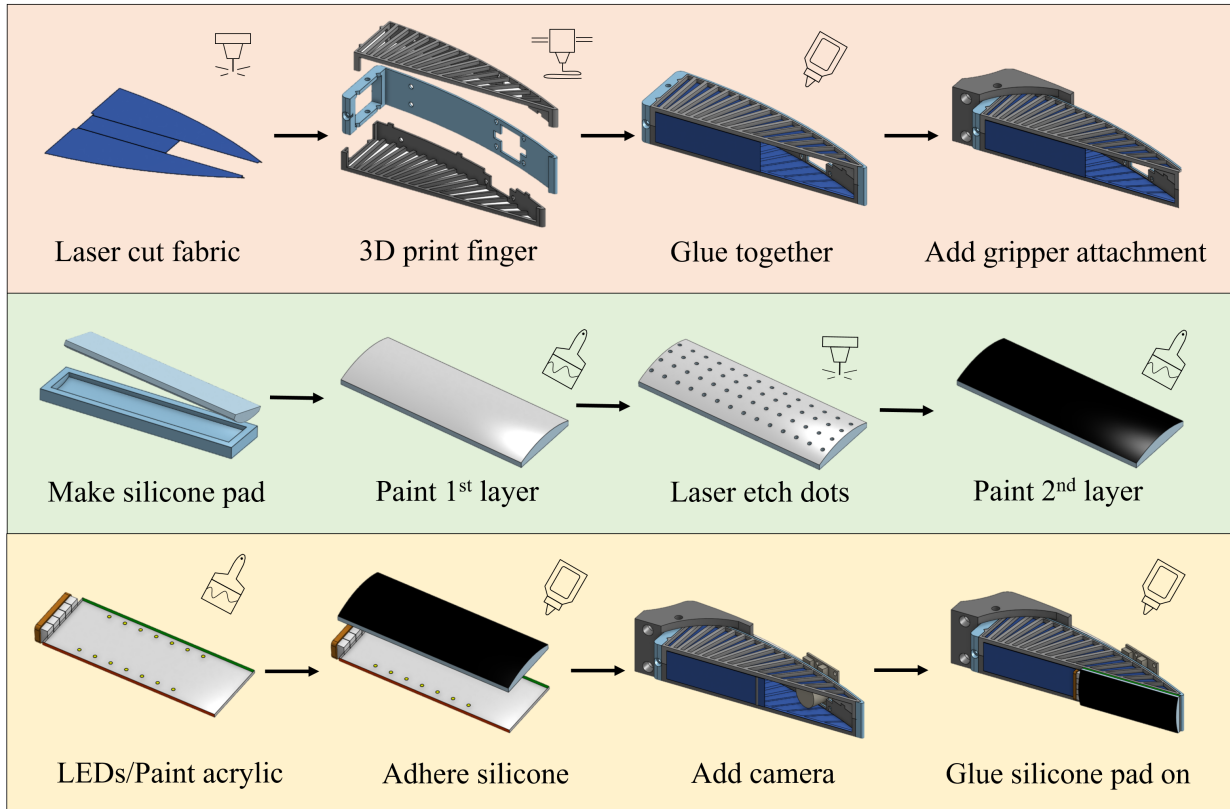 Laser cut fabric
3D print finger
Glue together
Add gripper attachment
Make silicone pad
Paint 1st layer
Laser etch dots
Paint 2nd layer
LEDs/Paint acrylic
Adhere silicone
Add camera
Glue silicone pad on